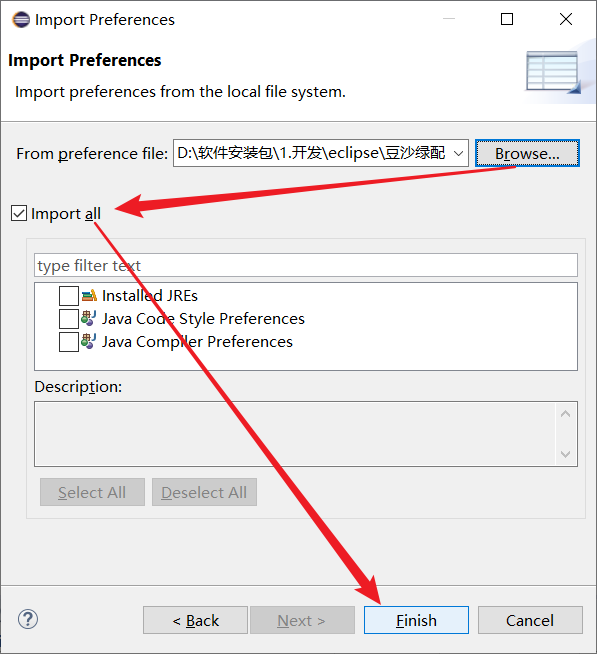 Import Preferences
Import Preferences
Import preferences from the local file system.
From preference file: D:\软件安装包\1.开发\eclipse\豆沙绿配 Browse...
Import all
type filter text
Installed JREs
Java Code Style Preferences
Java Compiler Preferences
Description:
Select All Deselect All
? < Back Next > Finish Cancel